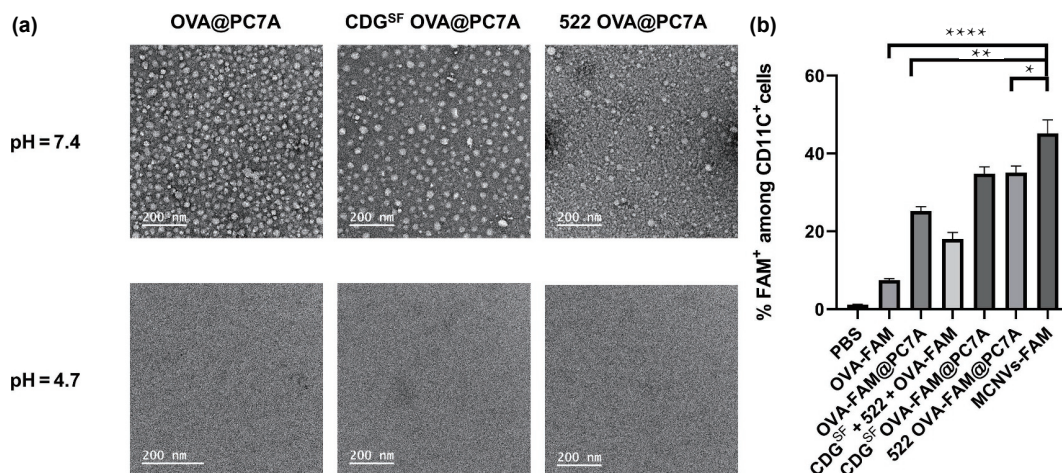 (a)
OVA@PC7A
CDG^SF OVA@PC7A
522 OVA@PC7A
pH = 7.4
200 nm
200 nm
200 nm
pH = 4.7
200 nm
200 nm
200 nm
(b)
****
**
*
% FAM⁺ among CD11C⁺cells
60
40
20
0
PBS
OVA-FAM
OVA-FAM@PC7A
CDG^SF + 522 + OVA-FAM
CDG^SF OVA-FAM@PC7A
522 OVA-FAM@PC7A
MCNVs-FAM